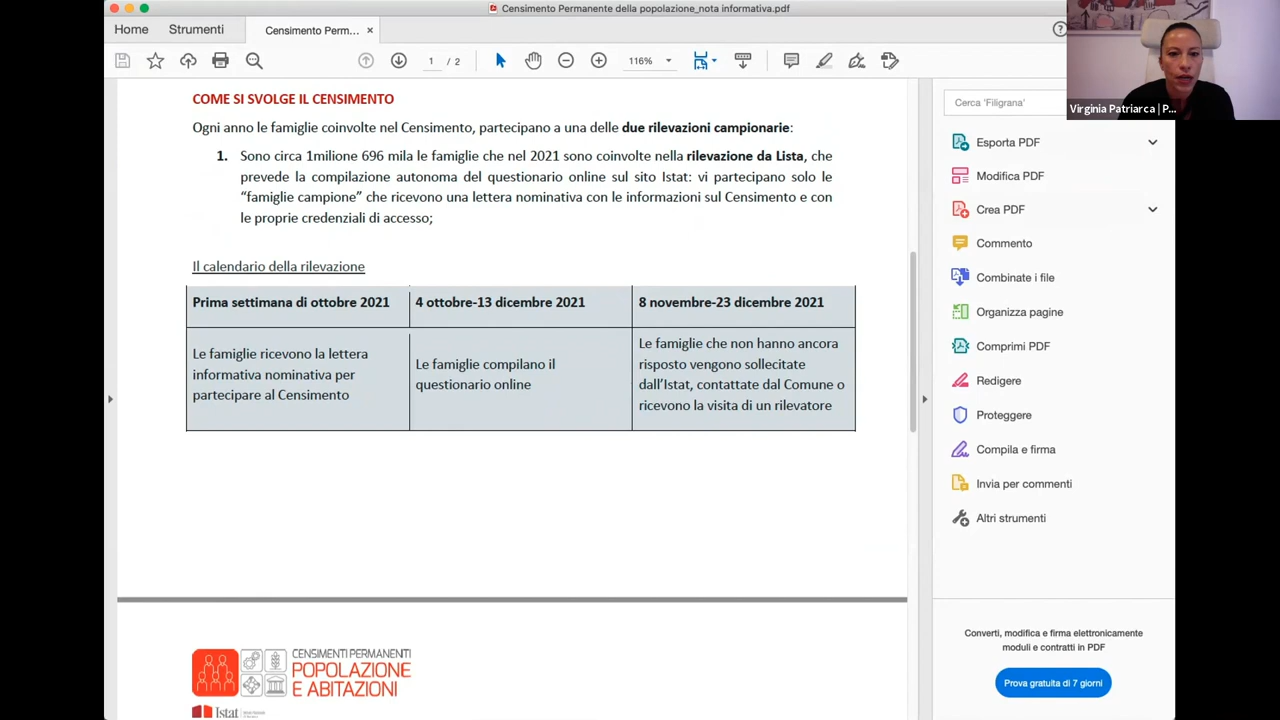 Censimento Permanente della popolazione_nota informativa.pdf
Home
Strumenti
Censimento Perm...
1 / 2
116%
COME SI SVOLGE IL CENSIMENTO
Ogni anno le famiglie coinvolte nel Censimento, partecipano a una delle due rilevazioni campionarie:
1. Sono circa 1milione 696 mila le famiglie che nel 2021 sono coinvolte nella rilevazione da Lista, che
prevede la compilazione autonoma del questionario online sul sito Istat: vi partecipano solo le
“famiglie campione” che ricevono una lettera nominativa con le informazioni sul Censimento e con
le proprie credenziali di accesso;
Il calendario della rilevazione
Prima settimana di ottobre 2021
4 ottobre-13 dicembre 2021
8 novembre-23 dicembre 2021
Le famiglie ricevono la lettera
informativa nominativa per
partecipare al Censimento
Le famiglie compilano il
questionario online
Le famiglie che non hanno ancora
risposto vengono sollecitate
dall’Istat, contattate dal Comune o
ricevono la visita di un rilevatore
CENSIMENTI PERMANENTI
POPOLAZIONE
E ABITAZIONI
Istat
Virginia Patriarca | P...
Cerca 'Filigrana'
Esporta PDF
Modifica PDF
Crea PDF
Commento
Combinate i file
Organizza pagine
Comprimi PDF
Redigere
Proteggere
Compila e firma
Invia per commenti
Altri strumenti
Converti, modifica e firma elettronicamente
moduli e contratti in PDF
Prova gratuita di 7 giorni